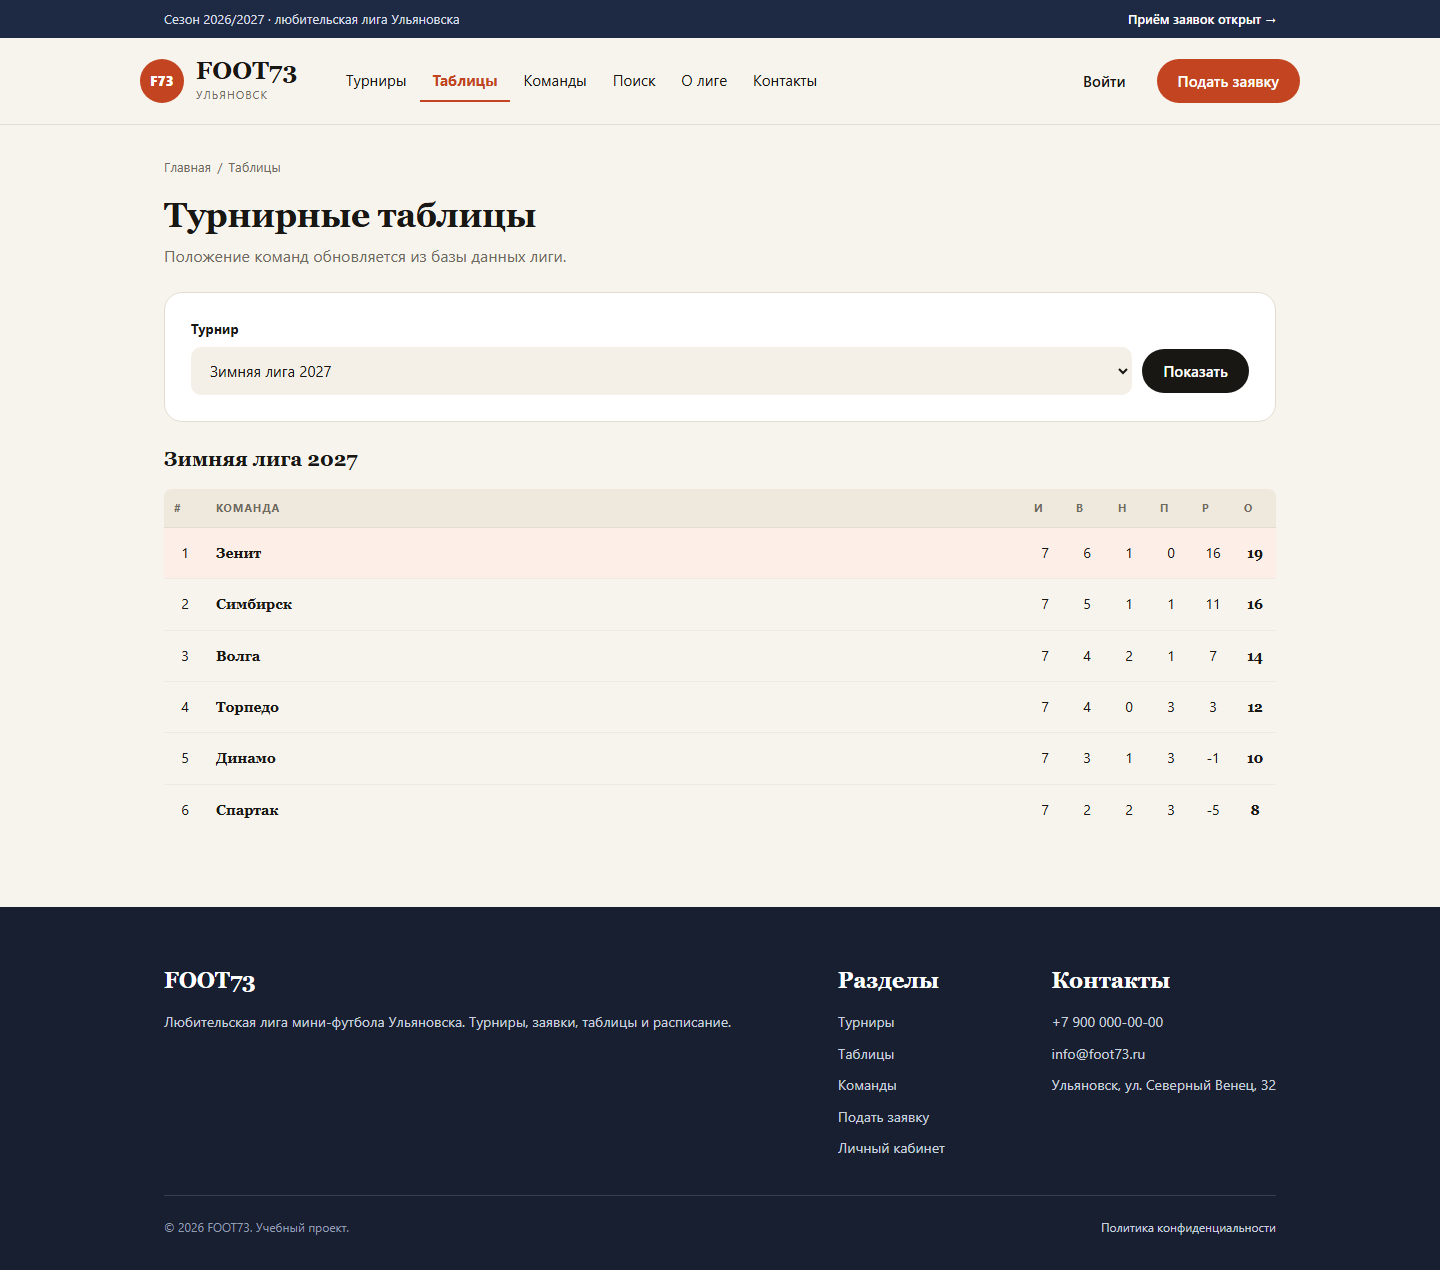 Сезон 2026/2027 · любительская лига Ульяновска
Приём заявок открыт →
F73
FOOT73
УЛЬЯНОВСК
Турниры
Таблицы
Команды
Поиск
О лиге
Контакты
Войти
Подать заявку
Главная / Таблицы
Турнирные таблицы
Положение команд обновляется из базы данных лиги.
Турнир
Зимняя лига 2027
Показать
Зимняя лига 2027
# КОМАНДА И В Н П Р О
1 Зенит 7 6 1 0 16 19
2 Симбирск 7 5 1 1 11 16
3 Волга 7 4 2 1 7 14
4 Торпедо 7 4 0 3 3 12
5 Динамо 7 3 1 3 -1 10
6 Спартак 7 2 2 3 -5 8
FOOT73
Любительская лига мини-футбола Ульяновска. Турниры, заявки, таблицы и расписание.
Разделы
Турниры
Таблицы
Команды
Подать заявку
Личный кабинет
Контакты
+7 900 000-00-00
info@foot73.ru
Ульяновск, ул. Северный Венец, 32
© 2026 FOOT73. Учебный проект.
Политика конфиденциальности